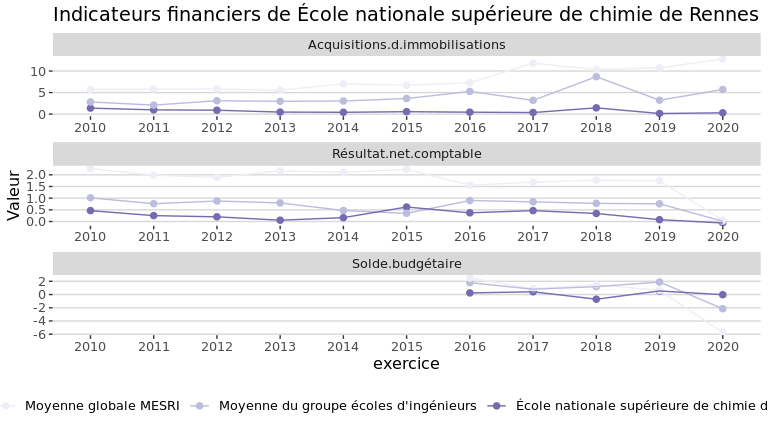 Indicateurs financiers de École nationale supérieure de chimie de Rennes
Acquisitions.d.immobilisations
10
5
0
2010 2011 2012 2013 2014 2015 2016 2017 2018 2019 2020
Résultat.net.comptable
2.0
1.5
1.0
0.5
0.0
2010 2011 2012 2013 2014 2015 2016 2017 2018 2019 2020
Valeur
Solde.budgétaire
2
0
-2
-4
-6
2010 2011 2012 2013 2014 2015 2016 2017 2018 2019 2020
exercice
Moyenne globale MESRI Moyenne du groupe écoles d'ingénieurs École nationale supérieure de chimie d